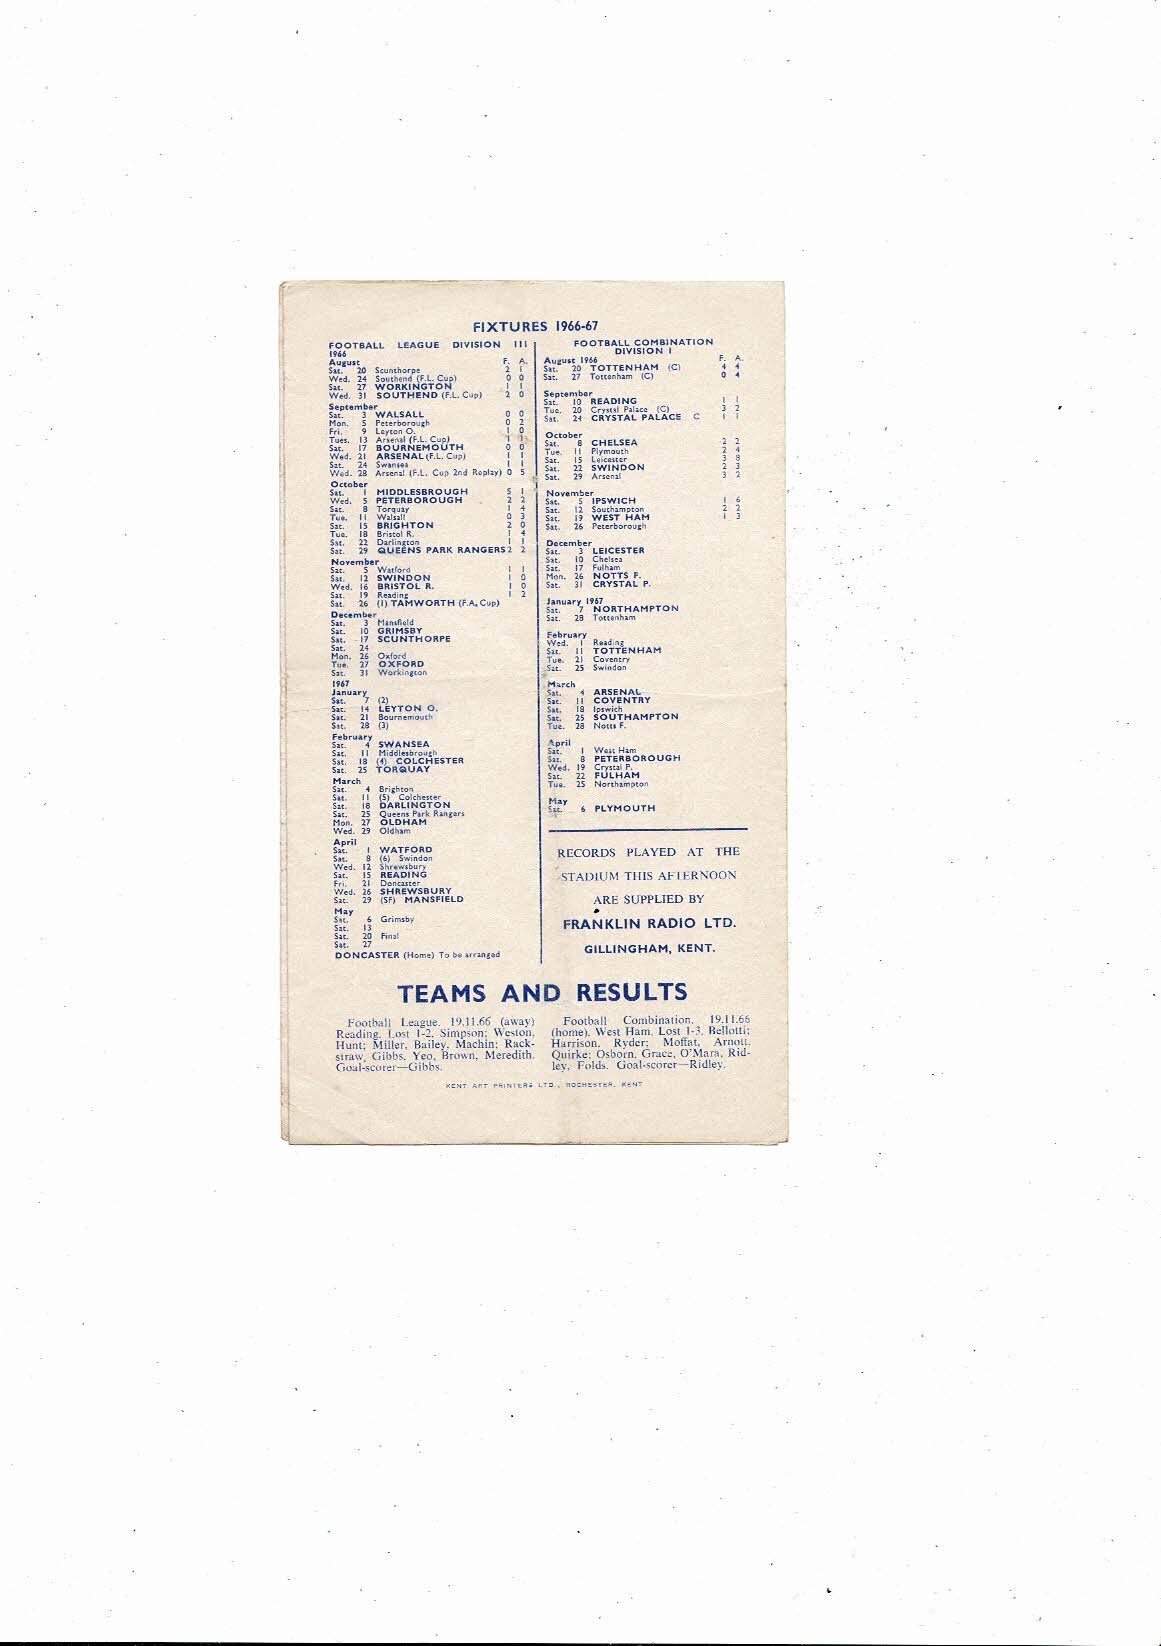 FIXTURES 1966-67
FOOTBALL LEAGUE DIVISION III
1966
August F. A.
Sat. 20 Scunthorpe 2 1
Wed. 24 Southend (F.L. Cup) 0 0
Sat. 27 WORKINGTON 1 1
Wed. 31 SOUTHEND (F.L. Cup) 2 0
September
Sat. 3 WALSALL 0 0
Mon. 5 Peterborough 0 2
Fri. 9 Leyton O. 1 0
Tues. 13 Arsenal (F.L. Cup) 1 1
Sat. 17 BOURNEMOUTH 0 0
Wed. 21 ARSENAL (F.L. Cup) 1 1
Sat. 24 Swansea 1 1
Wed. 28 Arsenal (F.L. Cup 2nd Replay) 0 5
October
Sat. 1 MIDDLESBROUGH 5 1
Wed. 5 PETERBOROUGH 2 2
Sat. 8 Torquay 1 4
Tue. 11 Walsall 0 3
Sat. 15 BRIGHTON 2 0
Tue. 18 Bristol R. 1 4
Sat. 22 Darlington 1 1
Sat. 29 QUEENS PARK RANGERS 2 2
November
Sat. 5 Watford 1 1
Sat. 12 SWINDON 1 0
Wed. 16 BRISTOL R. 1 0
Sat. 19 Reading 1 2
Sat. 26 (1) TAMWORTH (F.A. Cup)
December
Sat. 3 Mansfield
Sat. 10 GRIMSBY
Sat. 17 SCUNTHORPE
Sat. 24
Mon. 26 Oxford
Tue. 27 OXFORD
Sat. 31 Workington
1967
January
Sat. 7 (2)
Sat. 14 LEYTON O.
Sat. 21 Bournemouth
Sat. 28 (3)
February
Sat. 4 SWANSEA
Sat. 11 Middlesbrough
Sat. 18 (4) COLCHESTER
Sat. 25 TORQUAY
March
Sat. 4 Brighton
Sat. 11 (5) Colchester
Sat. 18 DARLINGTON
Sat. 25 Queens Park Rangers
Mon. 27 OLDHAM
Wed. 29 Oldham
April
Sat. 1 WATFORD
Sat. 8 (6) Swindon
Wed. 12 Shrewsbury
Sat. 15 READING
Fri. 21 Doncaster
Wed. 26 SHREWSBURY
Sat. 29 (SF) MANSFIELD
May
Sat. 6 Grimsby
Sat. 13
Sat. 20 Final
Sat. 27
DONCASTER (Home) To be arranged
FOOTBALL COMBINATION
DIVISION I
August 1966 F. A.
Sat. 20 TOTTENHAM (C) 4 4
Sat. 27 Tottenham (C) 0 4
September
Sat. 10 READING 1 1
Tue. 20 Crystal Palace (C) 3 2
Sat. 24 CRYSTAL PALACE C 1 1
October
Sat. 8 CHELSEA 2 2
Tue. 11 Plymouth 2 4
Sat. 15 Leicester 3 8
Sat. 22 SWINDON 2 3
Sat. 29 Arsenal 3 2
November
Sat. 5 IPSWICH 1 6
Sat. 12 Southampton 2 2
Sat. 19 WEST HAM 1 3
Sat. 26 Peterborough
December
Sat. 3 LEICESTER
Sat. 10 Chelsea
Sat. 17 Fulham
Mon. 26 NOTTS F.
Sat. 31 CRYSTAL P.
January 1967
Sat. 7 NORTHAMPTON
Sat. 28 Tottenham
February
Wed. 1 Reading
Sat. 11 TOTTENHAM
Tue. 21 Coventry
Sat. 25 Swindon
March
Sat. 4 ARSENAL
Sat. 11 COVENTRY
Sat. 18 Ipswich
Sat. 25 SOUTHAMPTON
Tue. 28 Notts F.
April
Sat. 1 West Ham
Sat. 8 PETERBOROUGH
Wed. 19 Crystal P.
Sat. 22 FULHAM
Tue. 25 Northampton
May
Sat. 6 PLYMOUTH
RECORDS PLAYED AT THE
STADIUM THIS AFTERNOON
ARE SUPPLIED BY
FRANKLIN RADIO LTD.
GILLINGHAM, KENT.
TEAMS AND RESULTS
Football League. 19.11.66 (away)
Reading. Lost 1-2. Simpson; Weston,
Hunt; Miller, Bailey, Machin; Rack-
straw, Gibbs, Yeo, Brown, Meredith.
Goal-scorer—Gibbs.
Football Combination. 19.11.66
(home). West Ham. Lost 1-3. Bellotti;
Harrison, Ryder; Moffat, Arnott,
Quirke; Osborn, Grace, O'Mara, Rid-
ley, Folds. Goal-scorer—Ridley.
KENT ART PRINTERS LTD., ROCHESTER, KENT